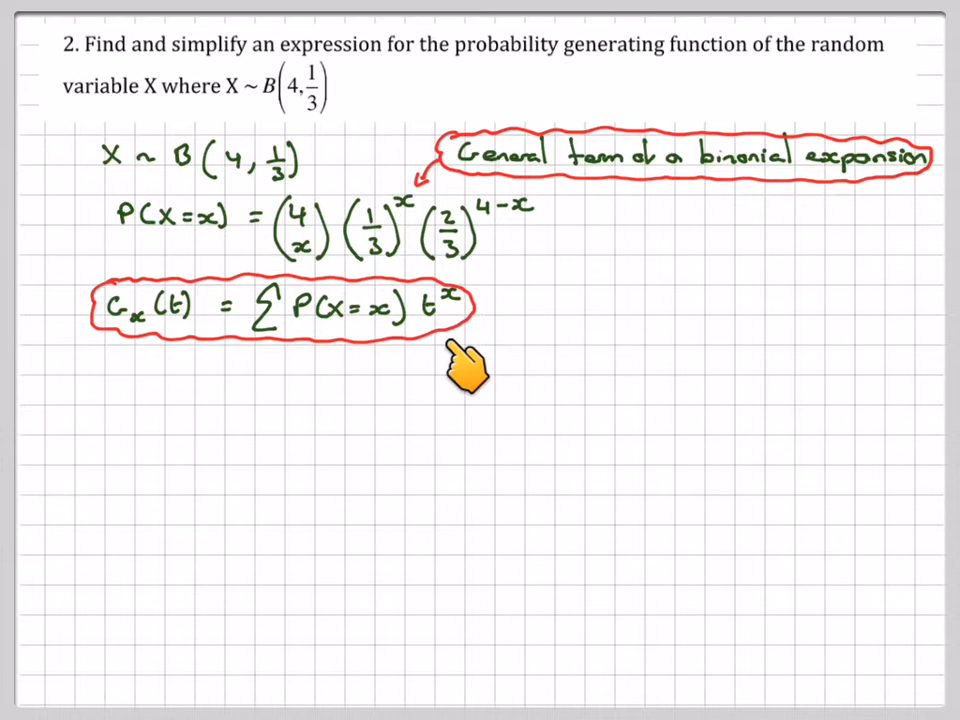 2. Find and simplify an expression for the probability generating function of the random
variable X where X ~ B(4, 1/3)
X ~ B (4, 1/3)
General term of a binomial expansion
P(X=x) = (4 x) (1/3)^x (2/3)^4-x
G_x(t) = ∑ P(X=x) t^x